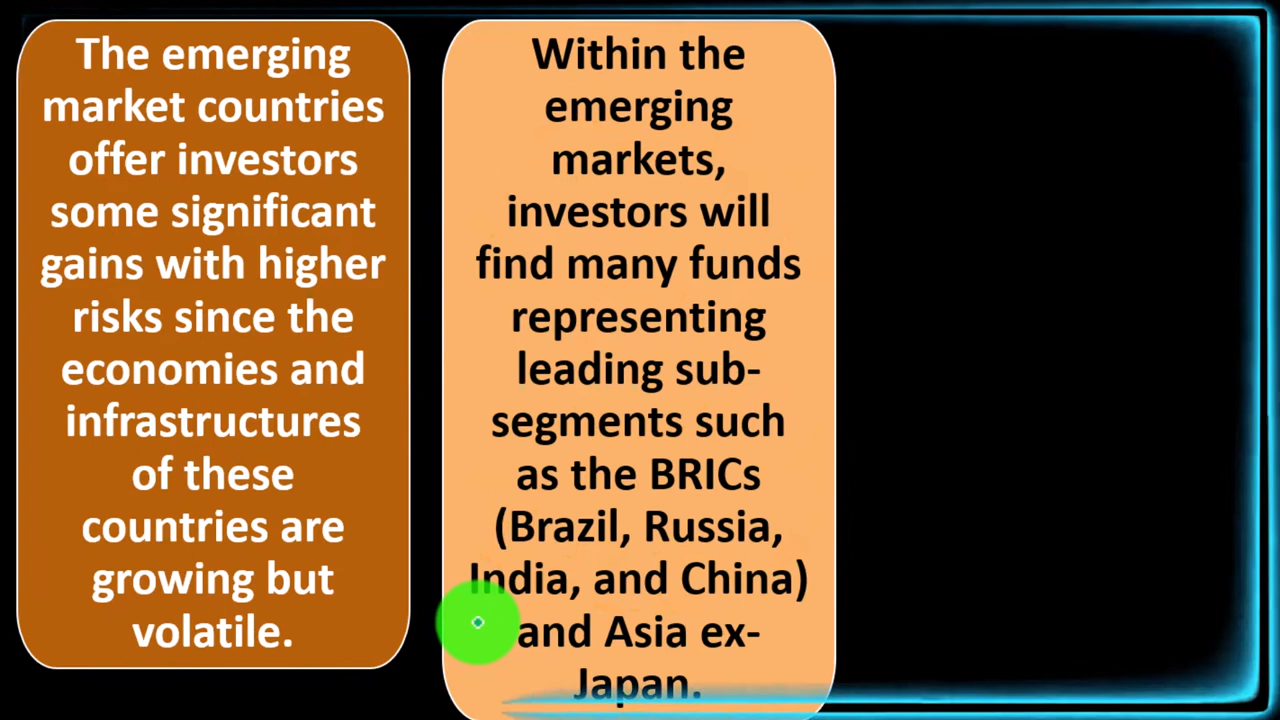 The emerging
market countries
offer investors
some significant
gains with higher
risks since the
economies and
infrastructures
of these
countries are
growing but
volatile.
Within the
emerging
markets,
investors will
find many funds
representing
leading sub-
segments such
as the BRICs
(Brazil, Russia,
India, and China)
and Asia ex-
Japan.